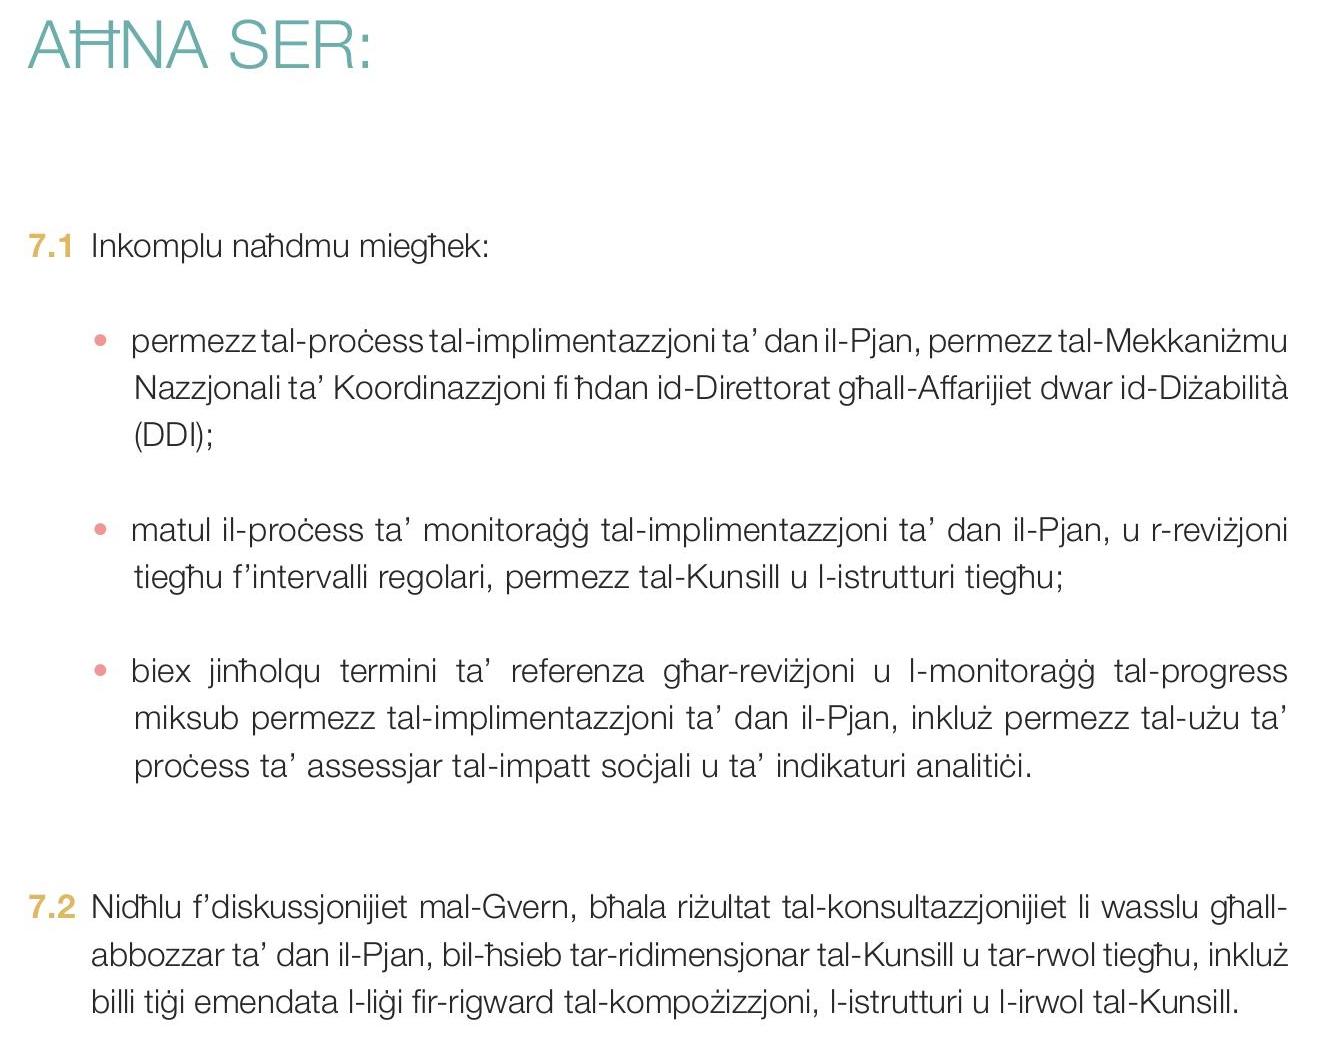 AĦNA SER:
7.1 Inkomplu naħdmu miegħek:
• permezz tal-proċess tal-implimentazzjoni ta’ dan il-Pjan, permezz tal-Mekkaniżmu
Nazzjonali ta’ Koordinazzjoni fi ħdan id-Direttorat għall-Affarijiet dwar id-Diżabilità
(DDI);
• matul il-proċess ta’ monitoraġġ tal-implimentazzjoni ta’ dan il-Pjan, u r-reviżjoni
tiegħu f’intervalli regolari, permezz tal-Kunsill u l-istrutturi tiegħu;
• biex jinħolqu termini ta’ referenza għar-reviżjoni u l-monitoraġġ tal-progress
miksub permezz tal-implimentazzjoni ta’ dan il-Pjan, inkluż permezz tal-użu ta’
proċess ta’ assessjar tal-impatt soċjali u ta’ indikaturi analitiċi.
7.2 Nidħlu f’diskussjonijiet mal-Gvern, bħala riżultat tal-konsultazzjonijiet li wasslu għall-
abbozzar ta’ dan il-Pjan, bil-ħsieb tar-ridimensjonar tal-Kunsill u tar-rwol tiegħu, inkluż
billi tiġi emendata l-liġi fir-rigward tal-kompożizzjoni, l-istrutturi u l-irwol tal-Kunsill.